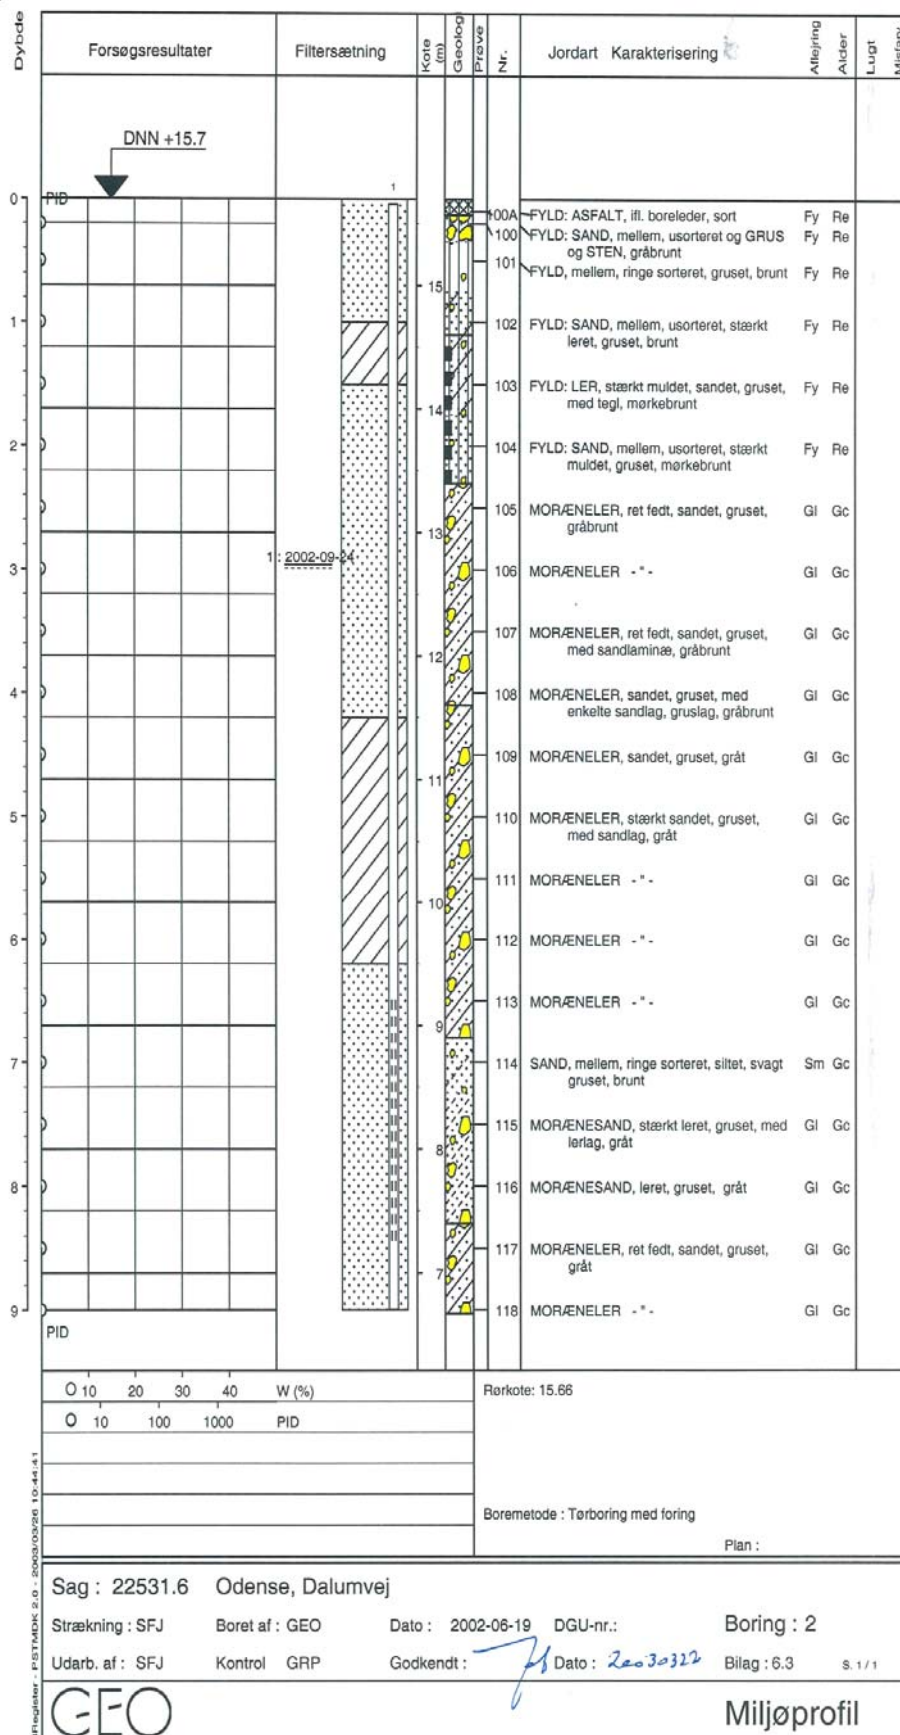 Dybde
Forsøgsresultater
Filtersætning
Kote (m)
Geologi
Prøve
Nr.
Jordart Karakterisering
Aflejring
Alder
Lugt
Misfarv
DNN +15.7
1
0 PID
100A FYLD: ASFALT, ifl. boreleder, sort Fy Re
100 FYLD: SAND, mellem, usorteret og GRUS Fy Re
og STEN, gråbrunt
101 FYLD, mellem, ringe sorteret, gruset, brunt Fy Re
15
1 102 FYLD: SAND, mellem, usorteret, stærkt Fy Re
leret, gruset, brunt
103 FYLD: LER, stærkt muldet, sandet, gruset, Fy Re
med tegl, mørkebrunt
14
2 104 FYLD: SAND, mellem, usorteret, stærkt Fy Re
muldet, gruset, mørkebrunt
105 MORÆNELER, ret fedt, sandet, gruset, Gl Gc
gråbrunt
13
1 : 2002-09-24
3 106 MORÆNELER - " - Gl Gc
107 MORÆNELER, ret fedt, sandet, gruset, Gl Gc
med sandlaminæ, gråbrunt
12
4 108 MORÆNELER, sandet, gruset, med Gl Gc
enkelte sandlag, gruslag, gråbrunt
109 MORÆNELER, sandet, gruset, gråt Gl Gc
11
5 110 MORÆNELER, stærkt sandet, gruset, Gl Gc
med sandlag, gråt
111 MORÆNELER - " - Gl Gc
10
6 112 MORÆNELER - " - Gl Gc
113 MORÆNELER - " - Gl Gc
9
7 114 SAND, mellem, ringe sorteret, siltet, svagt Sm Gc
gruset, brunt
115 MORÆNESAND, stærkt leret, gruset, med Gl Gc
lerlag, gråt
8
8 116 MORÆNESAND, leret, gruset, gråt Gl Gc
117 MORÆNELER, ret fedt, sandet, gruset, Gl Gc
gråt
7
9 118 MORÆNELER - " - Gl Gc
PID
O 10 20 30 40 W (%)
O 10 100 1000 PID
Rørkote: 15.66
Boremetode : Tørboring med foring
Plan :
Register - PSTMDK 2.0 - 2003/03/26 10:44:41
Sag : 22531.6 Odense, Dalumvej
Strækning : SFJ Boret af : GEO Dato : 2002-06-19 DGU-nr.: Boring : 2
Udarb. af : SFJ Kontrol GRP Godkendt : Dato : 20030322 Bilag : 6.3 S. 1 / 1
GEO Miljøprofil